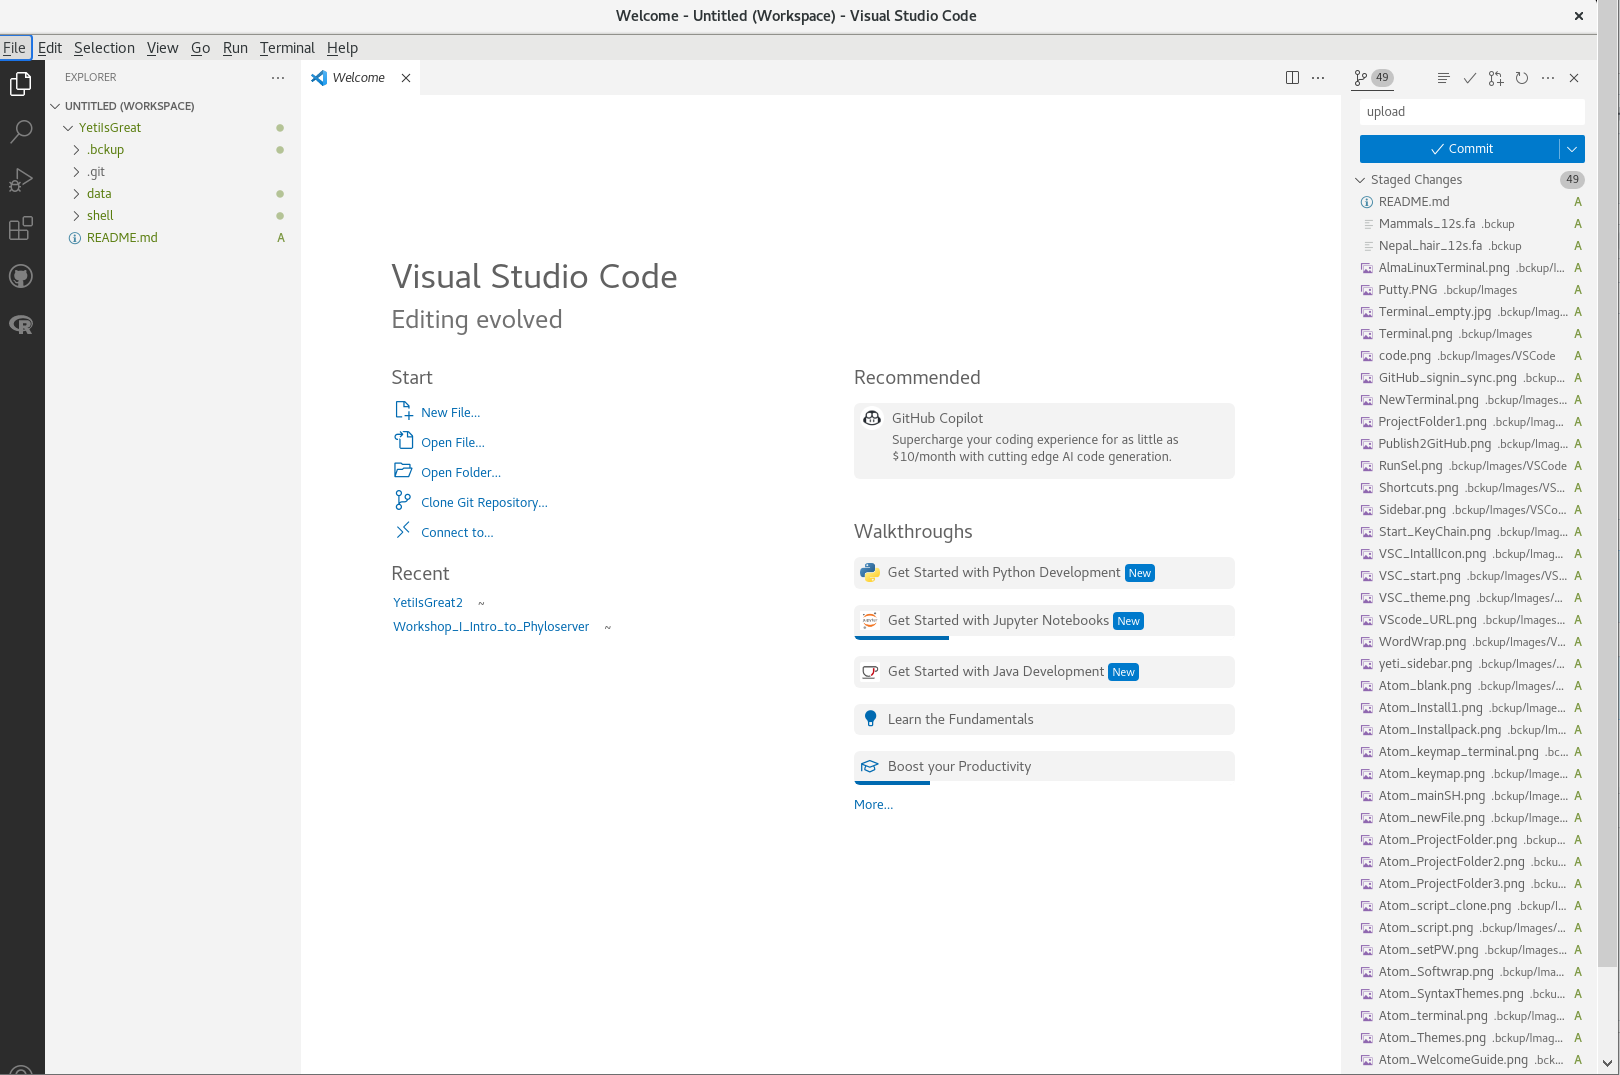 Welcome - Untitled (Workspace) - Visual Studio Code
File Edit Selection View Go Run Terminal Help
EXPLORER
UNTITLED (WORKSPACE)
YetiIsGreat
.bckup
.git
data
shell
README.md A
Welcome
Visual Studio Code
Editing evolved
Start
New File...
Open File...
Open Folder...
Clone Git Repository...
Connect to...
Recent
YetiIsGreat2 ~
Workshop_I_Intro_to_Phyloserver ~
Recommended
GitHub Copilot
Supercharge your coding experience for as little as
$10/month with cutting edge AI code generation.
Walkthroughs
Get Started with Python Development New
Get Started with Jupyter Notebooks New
Get Started with Java Development New
Learn the Fundamentals
Boost your Productivity
More...
49
upload
Commit
Staged Changes 49
README.md A
Mammals_12s.fa .bckup A
Nepal_hair_12s.fa .bckup A
AlmaLinuxTerminal.png .bckup/I... A
Putty.PNG .bckup/Images A
Terminal_empty.jpg .bckup/Imag... A
Terminal.png .bckup/Images A
code.png .bckup/Images/VSCode A
GitHub_signin_sync.png .bckup... A
NewTerminal.png .bckup/Images... A
ProjectFolder1.png .bckup/Imag... A
Publish2GitHub.png .bckup/Imag... A
RunSel.png .bckup/Images/VSCode A
Shortcuts.png .bckup/Images/VS... A
Sidebar.png .bckup/Images/VSCo... A
Start_KeyChain.png .bckup/Imag... A
VSC_IntallIcon.png .bckup/Imag... A
VSC_start.png .bckup/Images/VS... A
VSC_theme.png .bckup/Images/... A
VScode_URL.png .bckup/Images... A
WordWrap.png .bckup/Images/V... A
yeti_sidebar.png .bckup/Images/... A
Atom_blank.png .bckup/Images/... A
Atom_Install1.png .bckup/Image... A
Atom_Installpack.png .bckup/Im... A
Atom_keymap_terminal.png .bc... A
Atom_keymap.png .bckup/Image... A
Atom_mainSH.png .bckup/Image... A
Atom_newFile.png .bckup/Image... A
Atom_ProjectFolder.png .bckup... A
Atom_ProjectFolder2.png .bcku... A
Atom_ProjectFolder3.png .bcku... A
Atom_script_clone.png .bckup/I... A
Atom_script.png .bckup/Images/... A
Atom_setPW.png .bckup/Images... A
Atom_Softwrap.png .bckup/Ima... A
Atom_SyntaxThemes.png .bcku... A
Atom_terminal.png .bckup/Imag... A
Atom_Themes.png .bckup/Imag... A
Atom_WelcomeGuide.png .bck... A